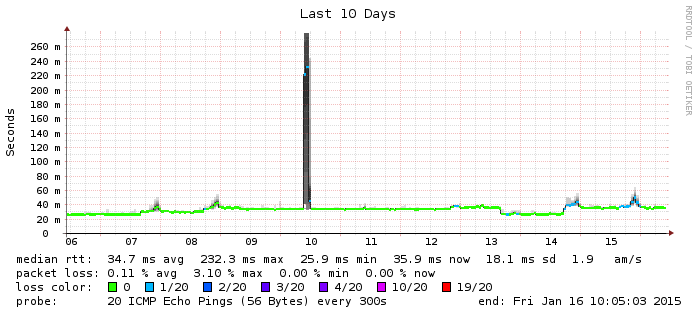 Last 10 Days
RRDTOOL / TOBI OETIKER
Seconds
260 m
240 m
220 m
200 m
180 m
160 m
140 m
120 m
100 m
80 m
60 m
40 m
20 m
0
06 07 08 09 10 11 12 13 14 15
median rtt: 34.7 ms avg 232.3 ms max 25.9 ms min 35.9 ms now 18.1 ms sd 1.9 am/s
packet loss: 0.11 % avg 3.10 % max 0.00 % min 0.00 % now
loss color: 0 1/20 2/20 3/20 4/20 10/20 19/20
probe: 20 ICMP Echo Pings (56 Bytes) every 300s end: Fri Jan 16 10:05:03 2015